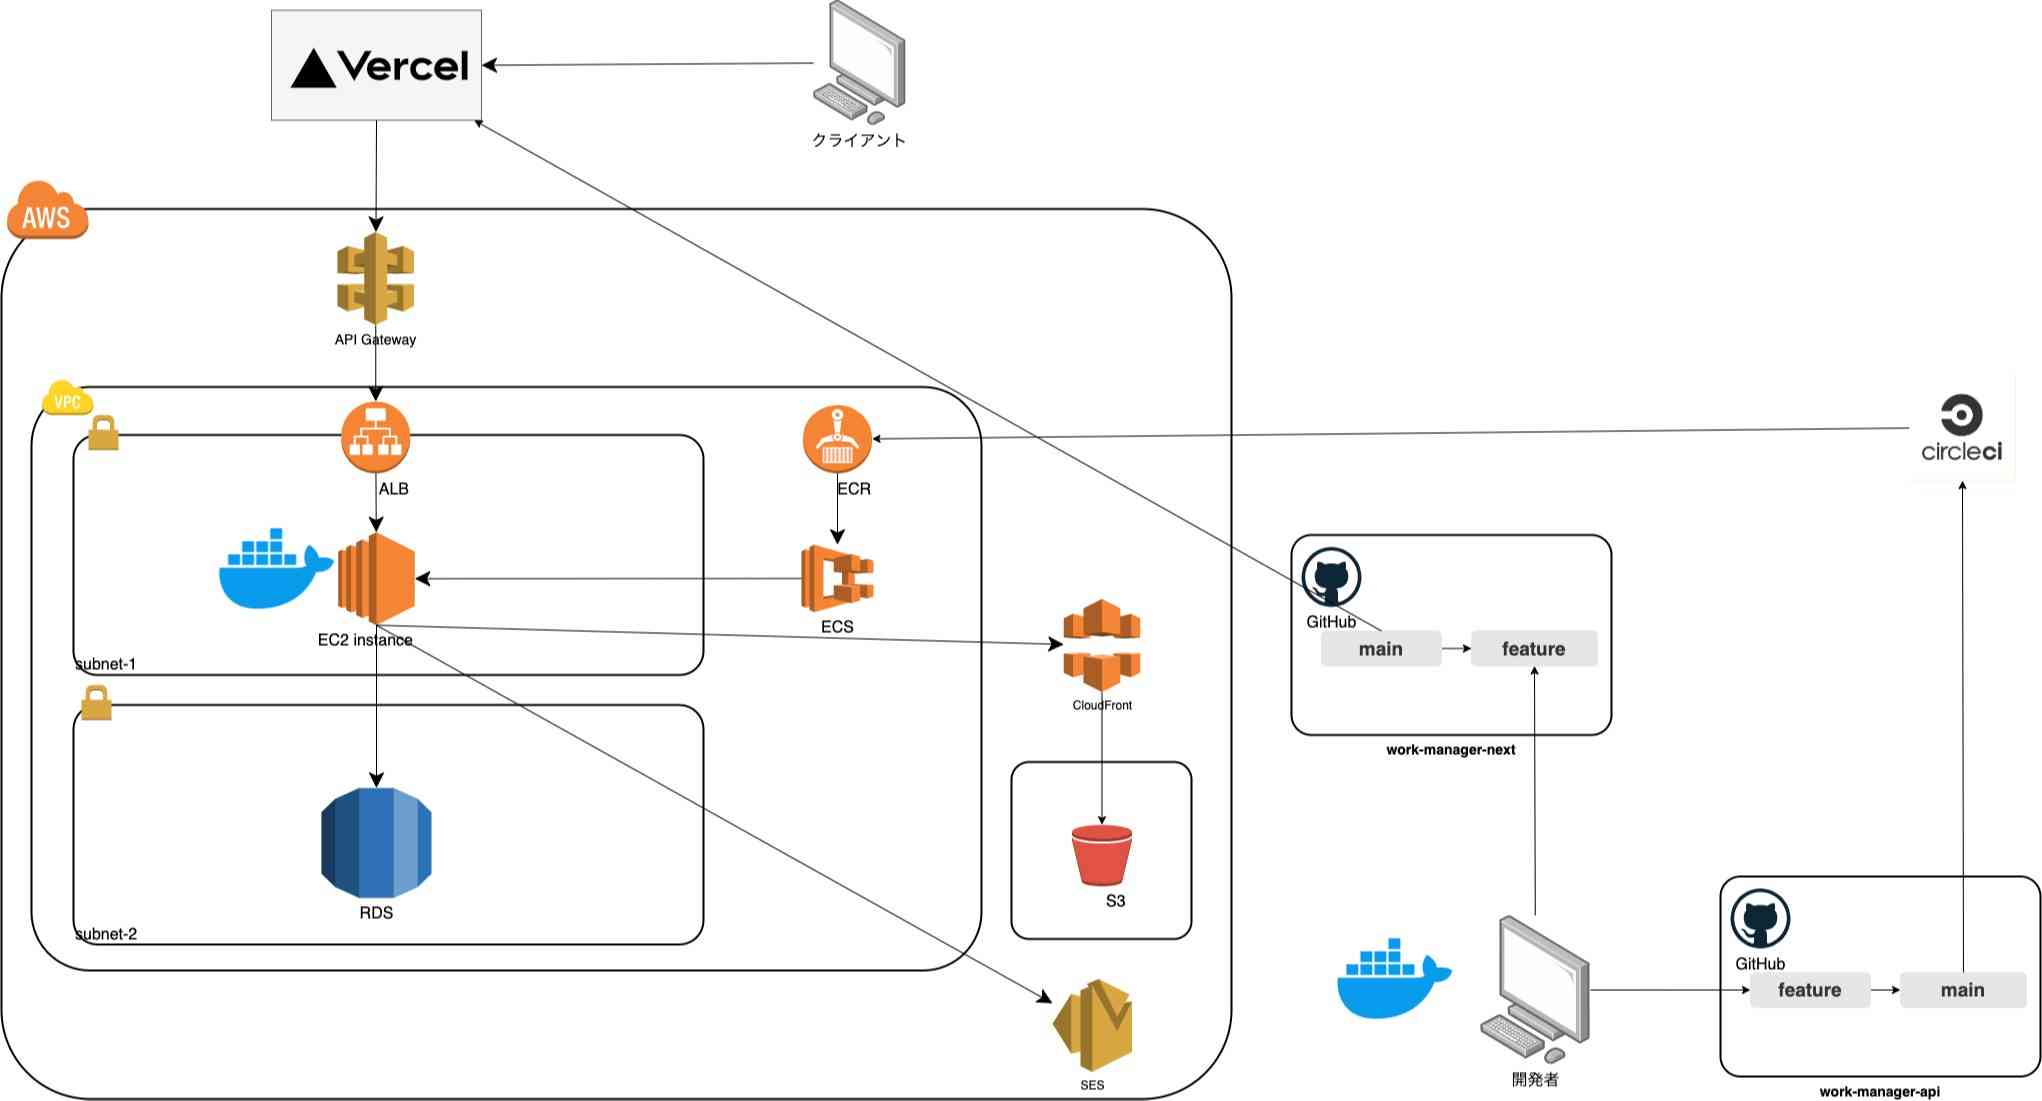 Vercel
クライアント
AWS
API Gateway
VPC
ALB
ECR
circleci
EC2 instance
ECS
subnet-1
CloudFront
GitHub
main
feature
work-manager-next
RDS
S3
subnet-2
SES
開発者
GitHub
feature
main
work-manager-api